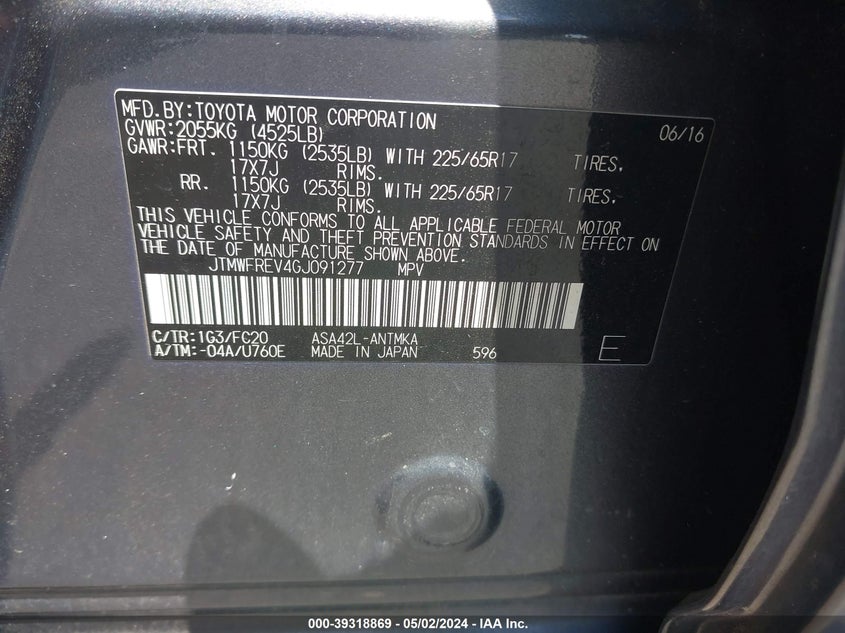 MFD.BY:TOYOTA MOTOR CORPORATION 06/16
GVWR:2055KG (4525LB)
GAWR:FRT. 1150KG (2535LB) WITH 225/65R17 TIRES,
17X7J RIMS.
RR. 1150KG (2535LB) WITH 225/65R17 TIRES,
17X7J RIMS.
THIS VEHICLE CONFORMS TO ALL APPLICABLE FEDERAL MOTOR
VEHICLE SAFETY AND THEFT PREVENTION STANDARDS IN EFFECT ON
THE DATE OF MANUFACTURE SHOWN ABOVE.
JTMWFREV4GJ091277 MPV
C/TR:1G3/FC20 ASA42L-ANTMKA
A/TM:-04A/U760E MADE IN JAPAN 596 E
000-39318869 - 05/02/2024 - IAA Inc.